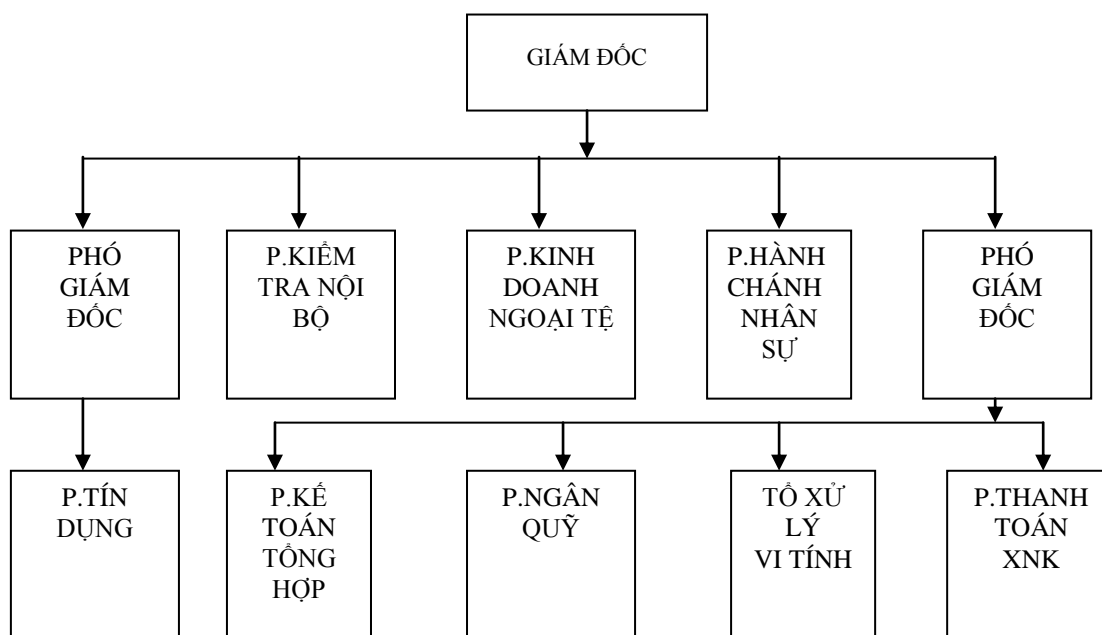 GIÁM ĐỐC
PHÓ
GIÁM
ĐỐC
P.KIỂM
TRA NỘI
BỘ
P.KINH
DOANH
NGOẠI TỆ
P.HÀNH
CHÁNH
NHÂN
SỰ
PHÓ
GIÁM
ĐỐC
P.TÍN
DỤNG
P.KẾ
TOÁN
TỔNG
HỢP
P.NGÂN
QUỸ
TỔ XỬ
LÝ
VI TÍNH
P.THANH
TOÁN
XNK